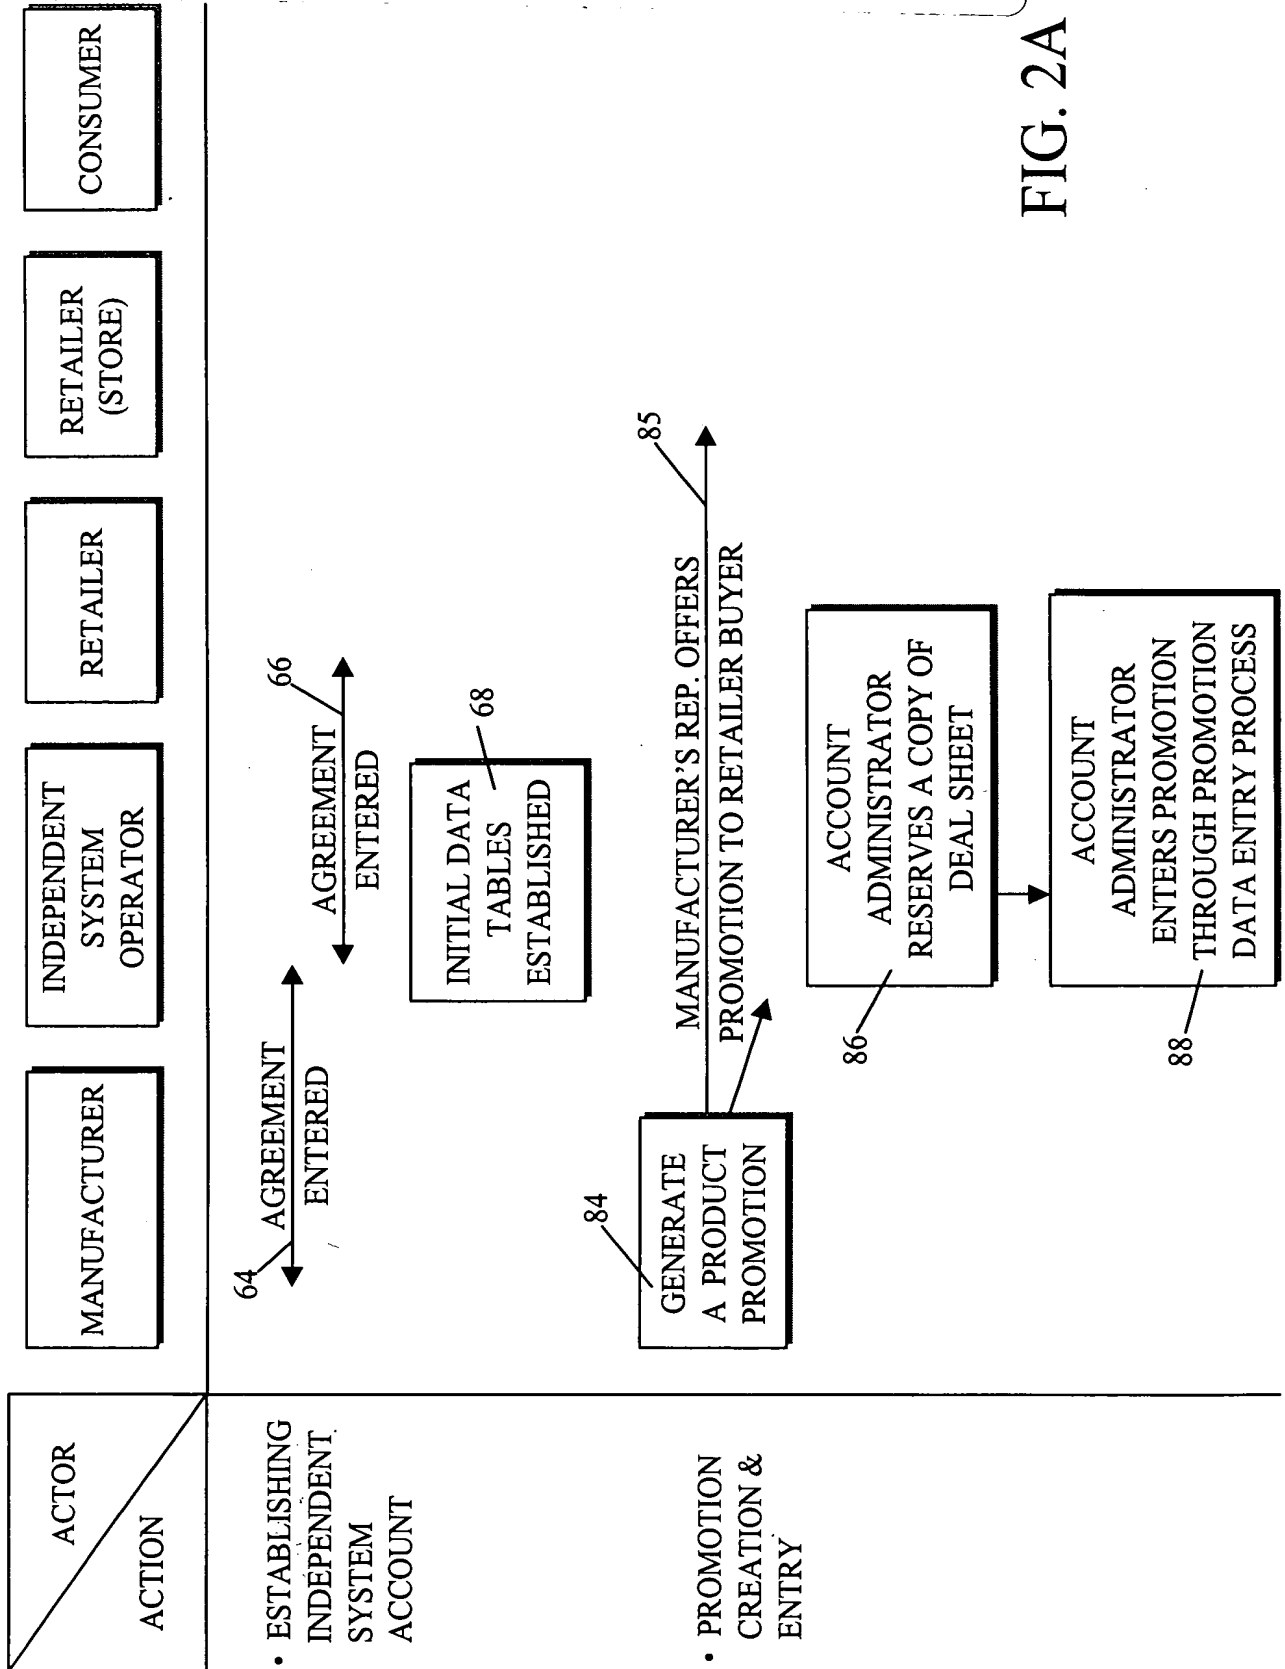 ACTOR
ACTION
MANUFACTURER
INDEPENDENT
SYSTEM
OPERATOR
RETAILER
RETAILER
(STORE)
CONSUMER
• ESTABLISHING
INDEPENDENT
SYSTEM
ACCOUNT
64
AGREEMENT
ENTERED
66
AGREEMENT
ENTERED
68
INITIAL DATA
TABLES
ESTABLISHED
• PROMOTION
CREATION &
ENTRY
84
GENERATE
A PRODUCT
PROMOTION
85
MANUFACTURER'S REP. OFFERS
PROMOTION TO RETAILER BUYER
86
ACCOUNT
ADMINISTRATOR
RESERVES A COPY OF
DEAL SHEET
88
ACCOUNT
ADMINISTRATOR
ENTERS PROMOTION
THROUGH PROMOTION
DATA ENTRY PROCESS
FIG. 2A